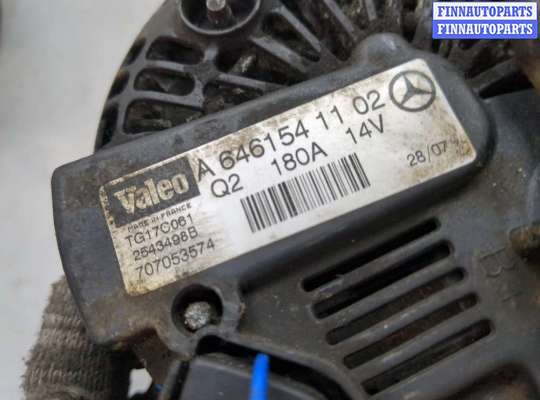 FINNAUTOPARTS
FINNAUTOPARTS
Valeo
A 646154 11 02
Q2 180A 14V
MADE IN FRANCE
TG17C061
2543498B
707053574
28/07